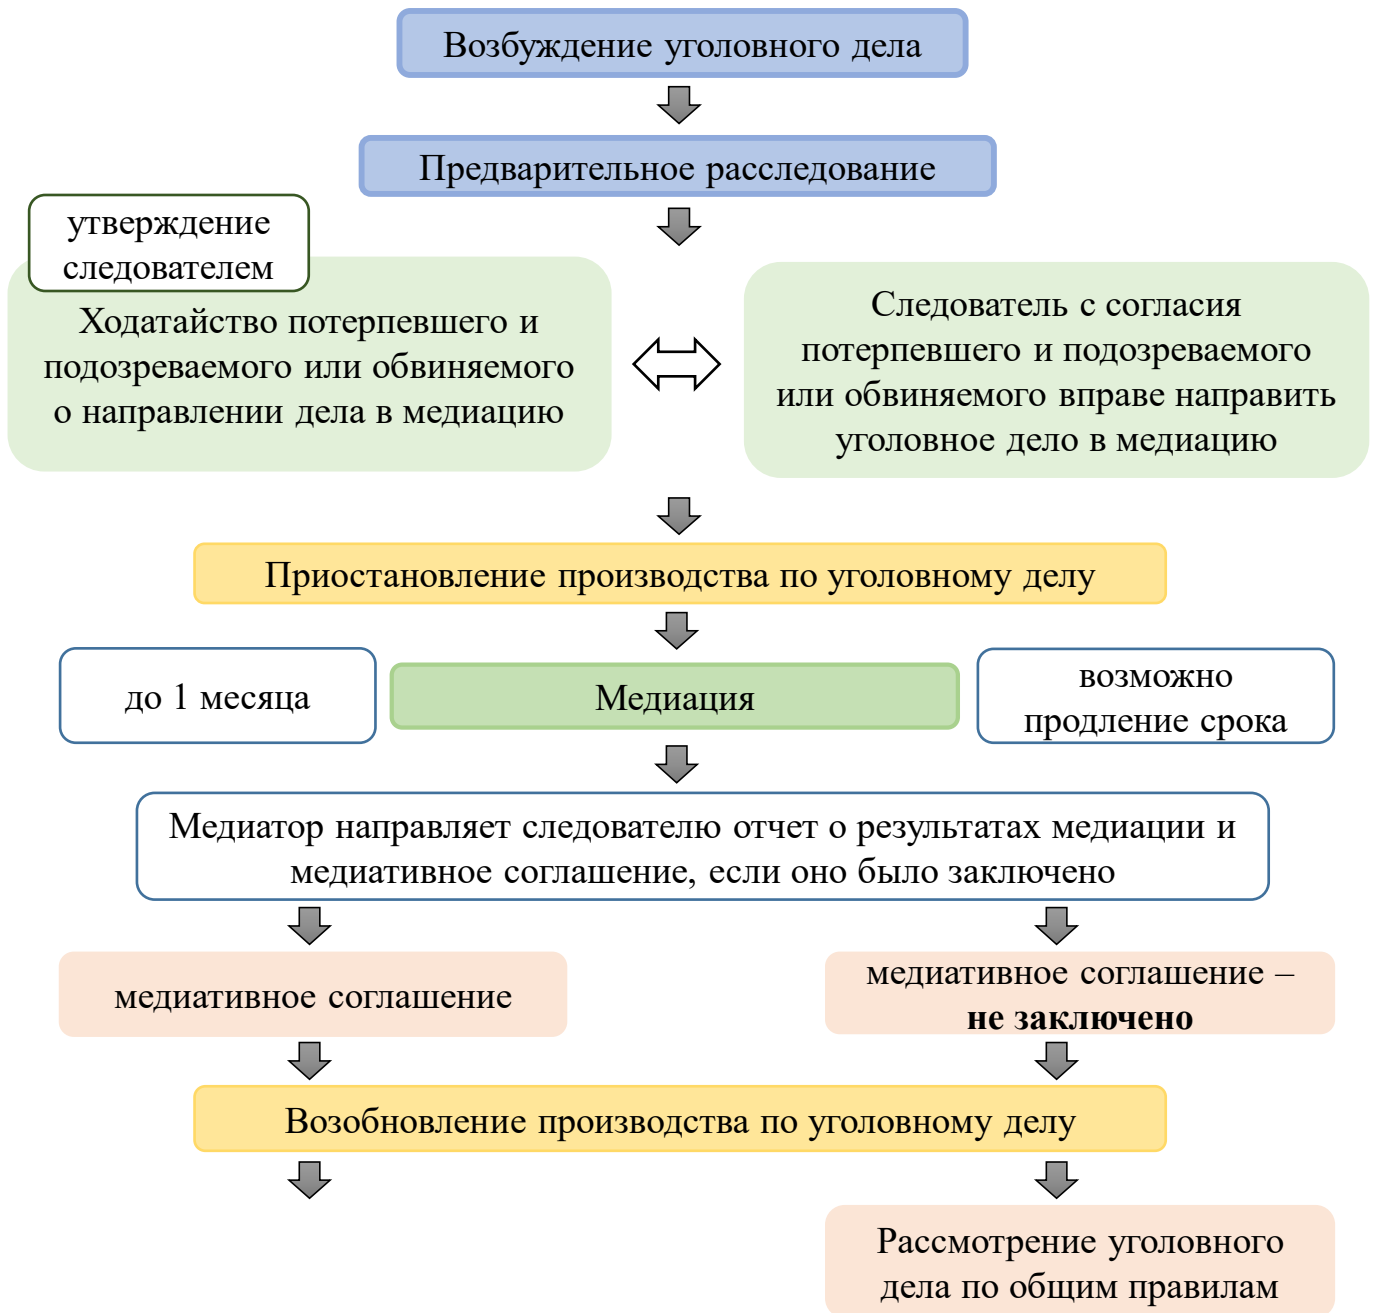 Возбуждение уголовного дела
Предварительное расследование
утверждение
следователем
Ходатайство потерпевшего и
подозреваемого или обвиняемого
о направлении дела в медиацию
Следователь с согласия
потерпевшего и подозреваемого
или обвиняемого вправе направить
уголовное дело в медиацию
Приостановление производства по уголовному делу
до 1 месяца
Медиация
возможно
продление срока
Медиатор направляет следователю отчет о результатах медиации и
медиативное соглашение, если оно было заключено
медиативное соглашение
медиативное соглашение –
не заключено
Возобновление производства по уголовному делу
Рассмотрение уголовного
дела по общим правилам